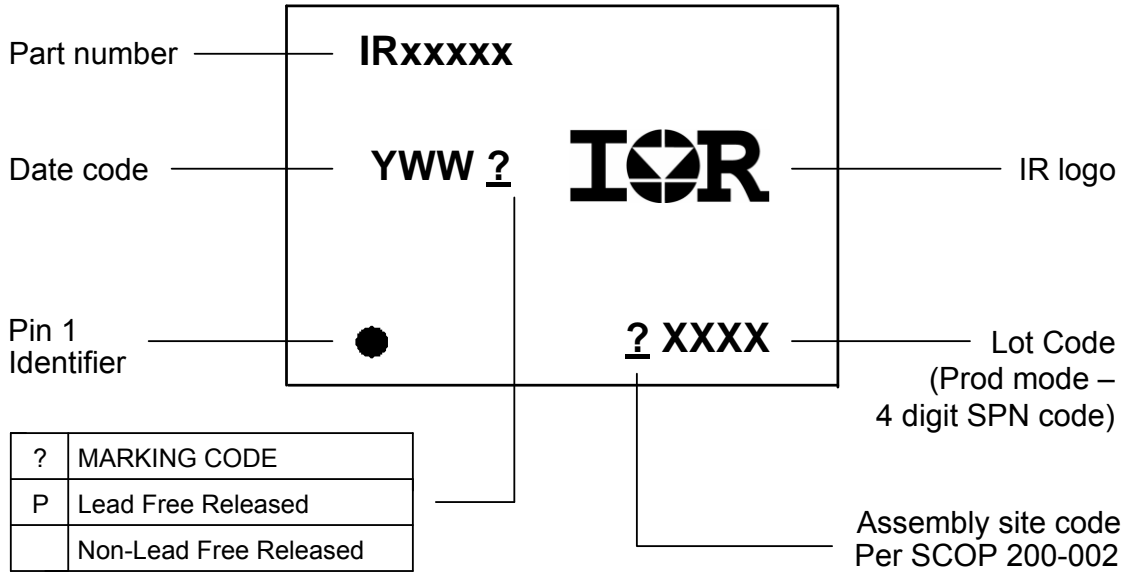 Part number
IRxxxxx
Date code
YWW ?
IOR
IR logo
Pin 1
Identifier
? XXXX
Lot Code
(Prod mode –
4 digit SPN code)
? MARKING CODE
P Lead Free Released
Non-Lead Free Released
Assembly site code
Per SCOP 200-002